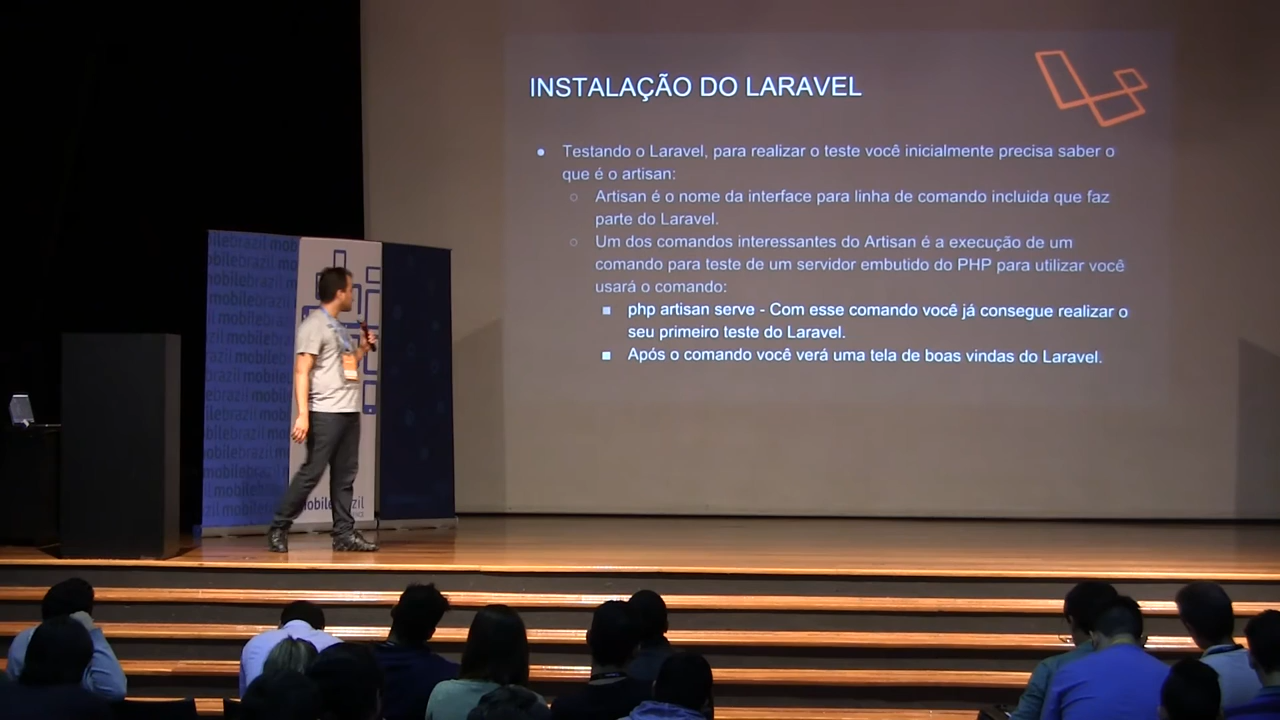 INSTALAÇÃO DO LARAVEL
● Testando o Laravel, para realizar o teste você inicialmente precisa saber o
que é o artisan:
○ Artisan é o nome da interface para linha de comando incluida que faz
parte do Laravel.
○ Um dos comandos interessantes do Artisan é a execução de um
comando para teste de um servidor embutido do PHP para utilizar você
usará o comando:
■ php artisan serve - Com esse comando você já consegue realizar o
seu primeiro teste do Laravel.
■ Após o comando você verá uma tela de boas vindas do Laravel.
mobilebrazil